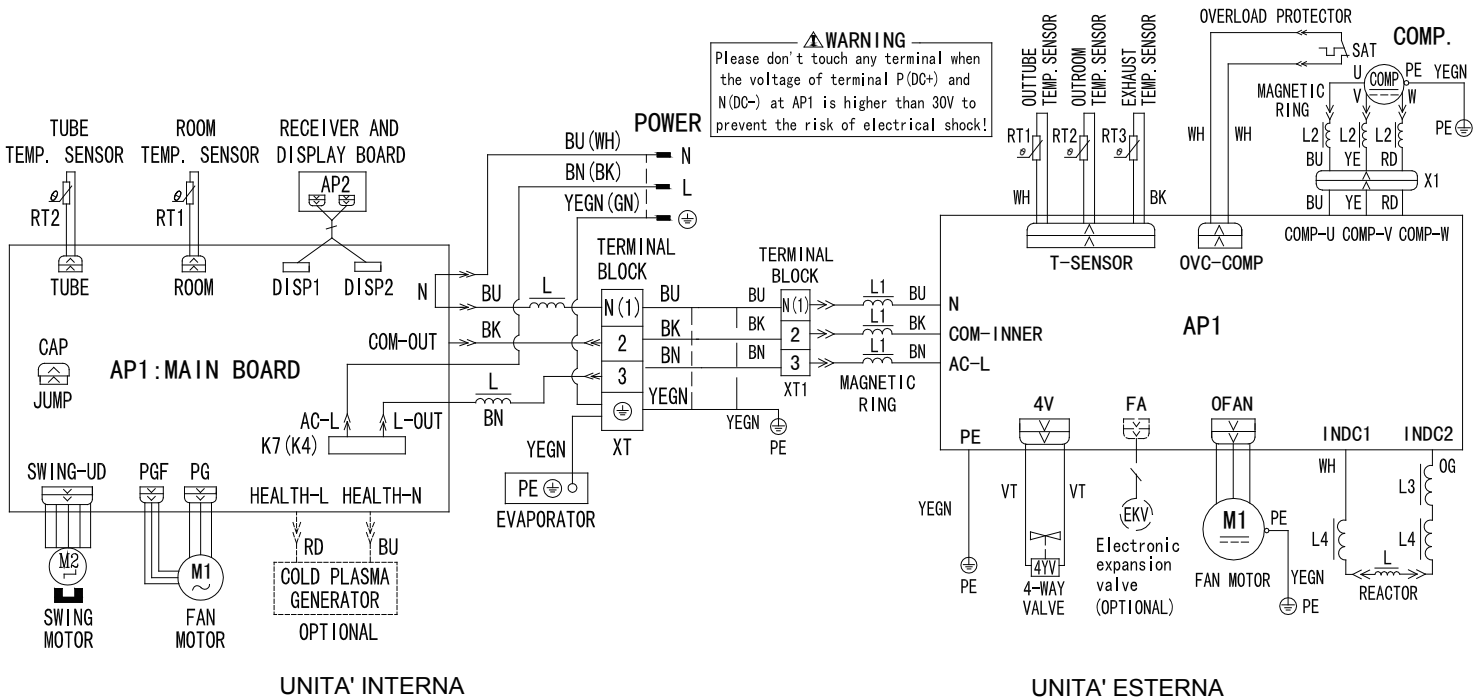 WARNING
Please don't touch any terminal when
the voltage of terminal P(DC+) and
N(DC-) at AP1 is higher than 30V to
prevent the risk of electrical shock!
TUBE
TEMP. SENSOR
RT2
TUBE
ROOM
TEMP. SENSOR
RT1
ROOM
RECEIVER AND
DISPLAY BOARD
AP2
DISP1
DISP2
POWER
BU(WH)
N
BN(BK)
L
YEGN(GN)
N
BU
L
COM-OUT
BK
CAP
JUMP
AP1:MAIN BOARD
AC-L
L-OUT
K7(K4)
L
BN
TERMINAL
BLOCK
N(1)
2
3
XT
BU
BK
BN
YEGN
YEGN
PE
EVAPORATOR
SWING-UD
PGF
PG
HEALTH-L
HEALTH-N
RD
BU
M2
SWING
MOTOR
M1
FAN
MOTOR
COLD PLASMA
GENERATOR
OPTIONAL
UNITA' INTERNA
YEGN
PE
TERMINAL
BLOCK
BU
BK
BN
N(1)
2
3
XT1
L1
BU
L1
BK
L1
BN
MAGNETIC
RING
OUTTUBE
TEMP. SENSOR
OUTROOM
TEMP. SENSOR
EXHAUST
TEMP. SENSOR
RT1
RT2
RT3
WH
BK
T-SENSOR
OVERLOAD PROTECTOR
SAT
WH
WH
OVC-COMP
COMP.
COMP
U
V
W
PE
YEGN
PE
MAGNETIC
RING
L2
L2
L2
BU
YE
RD
X1
BU
YE
RD
COMP-U
COMP-V
COMP-W
N
COM-INNER
AC-L
AP1
PE
YEGN
PE
4V
VT
VT
4YV
4-WAY
VALVE
FA
EKV
Electronic
expansion
valve
(OPTIONAL)
OFAN
M1
PE
FAN MOTOR
YEGN
PE
INDC1
INDC2
WH
OG
L3
L4
L4
L
REACTOR
UNITA' ESTERNA